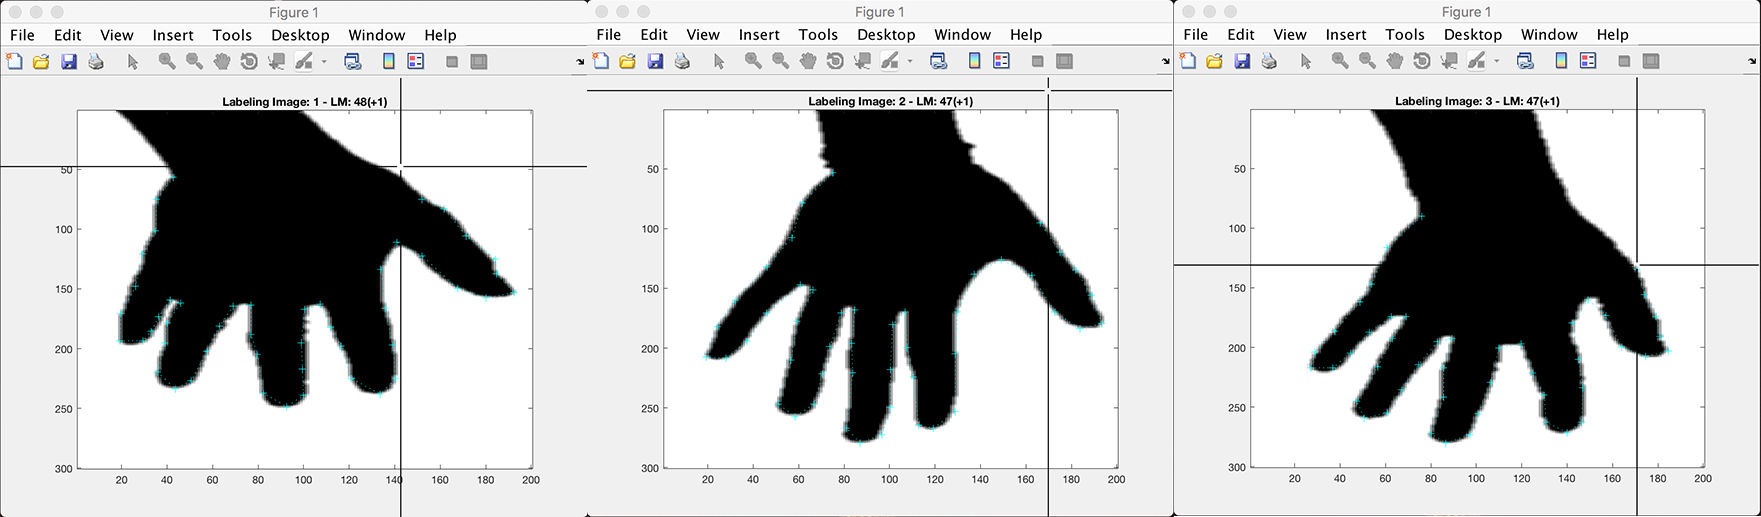 Figure 1
File Edit View Insert Tools Desktop Window Help
Labeling Image: 1 - LM: 48(+1)
50
100
150
200
250
300
20 40 60 80 100 120 140 160 180 200
Figure 1
File Edit View Insert Tools Desktop Window Help
Labeling Image: 2 - LM: 47(+1)
50
100
150
200
250
300
20 40 60 80 100 120 140 160 180 200
Figure 1
File Edit View Insert Tools Desktop Window Help
Labeling Image: 3 - LM: 47(+1)
50
100
150
200
250
300
20 40 60 80 100 120 140 160 180 200